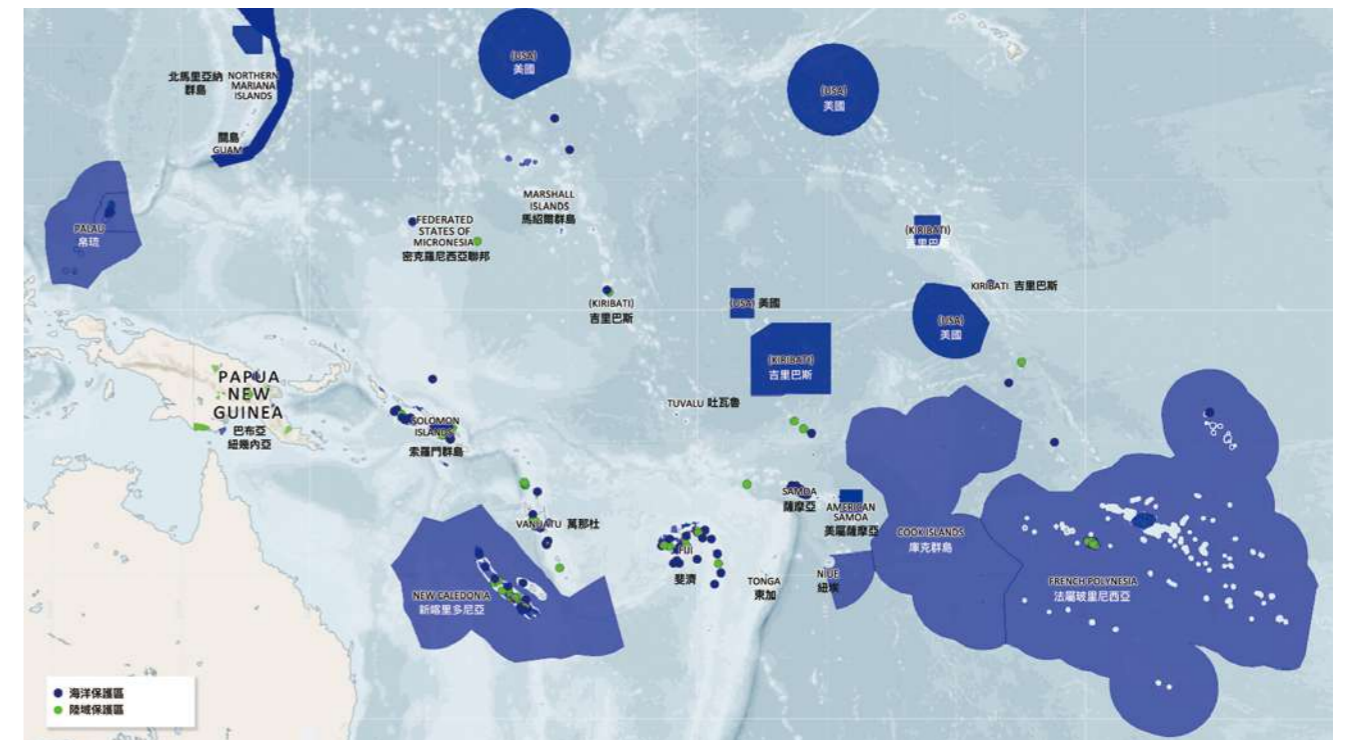 (USA)
美國
(USA)
美國
北馬里亞納
群島
NORTHERN
MARIANA
ISLANDS
關島
GUAM
MARSHALL
ISLANDS
馬紹爾群島
PALAU
帛琉
FEDERATED
STATES OF
MICRONESIA
密克羅尼西亞聯邦
(KIRIBATI)
吉里巴
KIRIBATI 吉里巴斯
(KIRIBATI)
吉里巴斯
(USA) 美國
(USA)
美國
(KIRIBATI)
吉里巴斯
PAPUA
NEW
GUINEA
巴布亞
紐幾內亞
TUVALU 吐瓦魯
SOLOMON
ISLANDS
索羅門群島
SAMOA
薩摩亞
AMERICAN
SAMOA
美屬薩摩亞
VANUATU 萬那杜
COOK ISLANDS
庫克群島
FIJI
斐濟
TONGA
東加
NIUE
紐埃
FRENCH POLYNESIA
法屬玻里尼西亞
NEW CALEDONIA
新喀里多尼亞
海洋保護區
陸域保護區